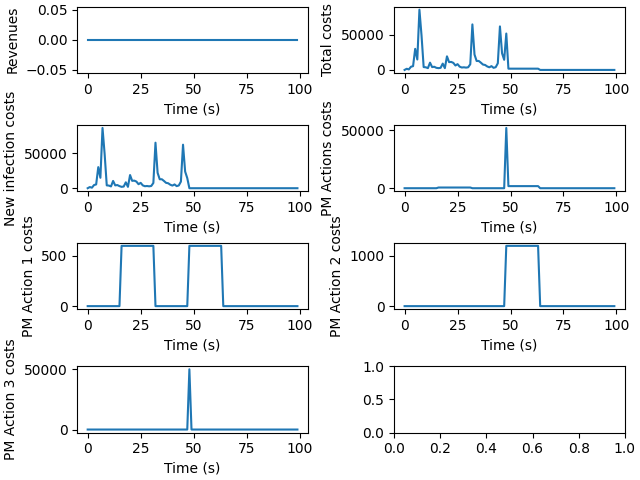 Revenues
0.05
0.00
−0.05
0 25 50 75 100
Time (s)
Total costs
50000
0
0 25 50 75 100
Time (s)
New infection costs
50000
0
0 25 50 75 100
Time (s)
PM Actions costs
50000
0
0 25 50 75 100
Time (s)
PM Action 1 costs
500
0
0 25 50 75 100
Time (s)
PM Action 2 costs
1000
0
0 25 50 75 100
Time (s)
PM Action 3 costs
50000
0
0 25 50 75 100
Time (s)
1.0
0.5
0.0
0.0 0.2 0.4 0.6 0.8 1.0